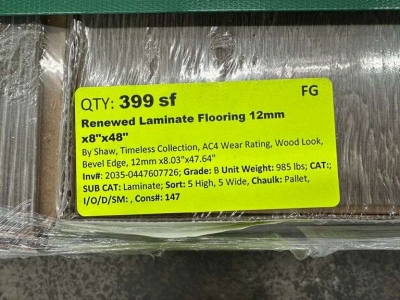 QTY: 399 sf
FG
Renewed Laminate Flooring 12mm
x8"x48"
By Shaw, Timeless Collection, AC4 Wear Rating, Wood Look,
Bevel Edge, 12mm x8.03"x47.64"
Inv#: 2035-0447607726; Grade: B Unit Weight: 985 lbs; CAT:;
SUB CAT: Laminate; Sort: 5 High, 5 Wide, Chaulk: Pallet,
I/O/D/SM: , Cons#: 147